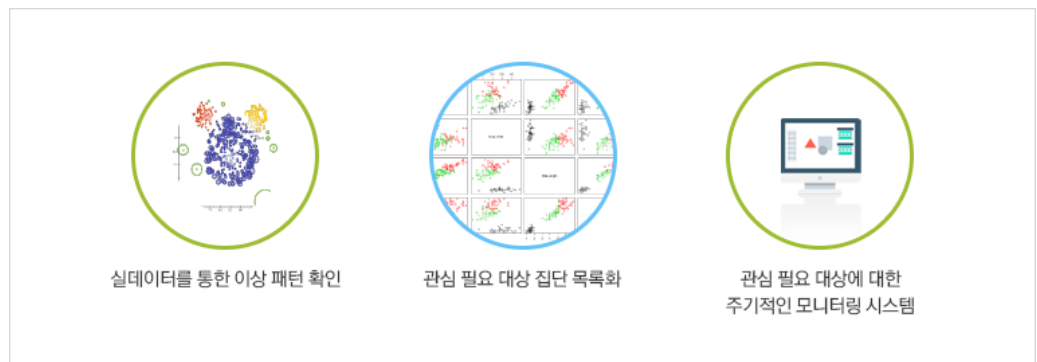 실데이터를 통한 이상 패턴 확인
관심 필요 대상 집단 목록화
관심 필요 대상에 대한
주기적인 모니터링 시스템